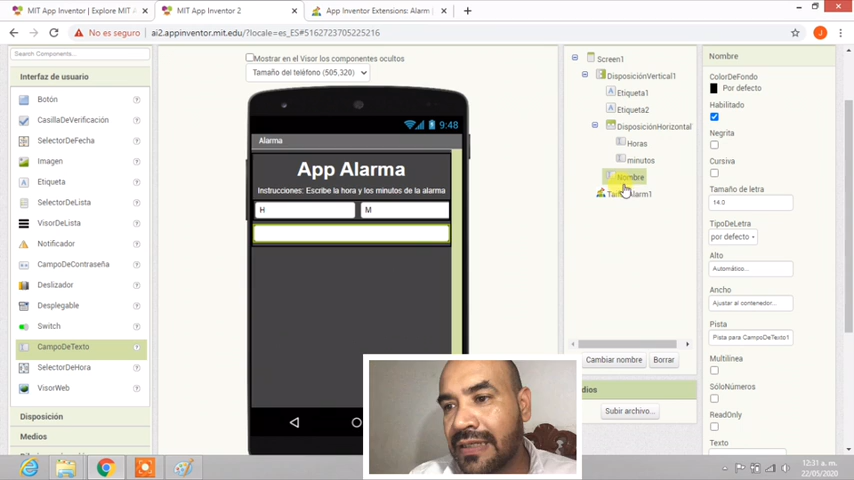 MIT App Inventor | Explore MIT A
MIT App Inventor 2
App Inventor Extensions: Alarm |
No es seguro
ai2.appinventor.mit.edu/?locale=es_ES#5162723705225216
J
Search Components...
Interfaz de usuario
Botón
CasillaDeVerificación
SelectorDeFecha
Imagen
Etiqueta
SelectorDeLista
VisorDeLista
Notificador
CampoDeContraseña
Deslizador
Desplegable
Switch
CampoDeTexto
SelectorDeHora
VisorWeb
Disposición
Medios
Mostrar en el Visor los componentes ocultos
Tamaño del teléfono (505,320)
9:48
Alarma
App Alarma
Instrucciones: Escribe la hora y los minutos de la alarma
H
M
Screen1
DisposiciónVertical1
Etiqueta1
Etiqueta2
DisposiciónHorizontal
Horas
minutos
Nombre
Cambiar nombre
Borrar
dios
Subir archivo...
Nombre
ColorDeFondo
Por defecto
Habilitado
Negrita
Cursiva
Tamaño de letra
14.0
TipoDeLetra
por defecto
Alto
Automático...
Ancho
Ajustar al contenedor...
Pista
Pista para CampoDeTexto1
Multilínea
SóloNúmeros
ReadOnly
Texto
12:31 a.m.
22/05/2020